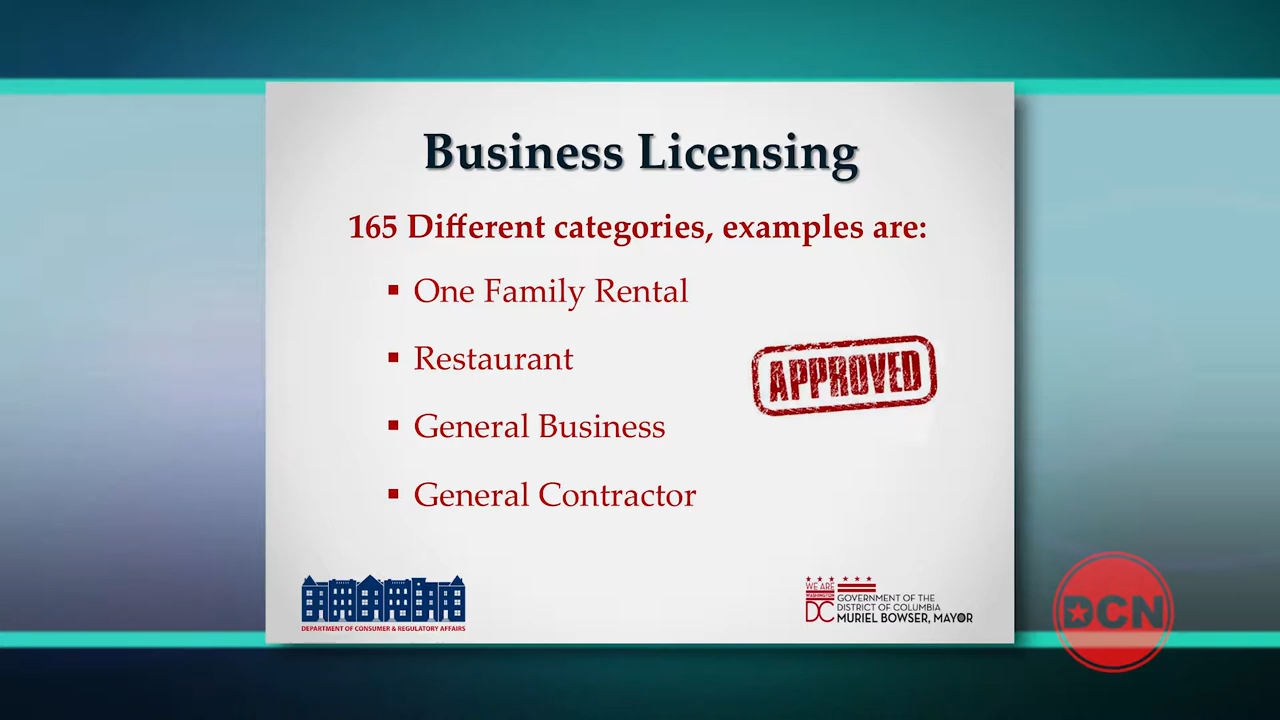 Business Licensing
165 Different categories, examples are:
▪ One Family Rental
▪ Restaurant
▪ General Business
▪ General Contractor
APPROVED
DEPARTMENT OF CONSUMER & REGULATORY AFFAIRS
WE ARE
WASHINGTON
DC
GOVERNMENT OF THE
DISTRICT OF COLUMBIA
MURIEL BOWSER, MAYOR
DCN